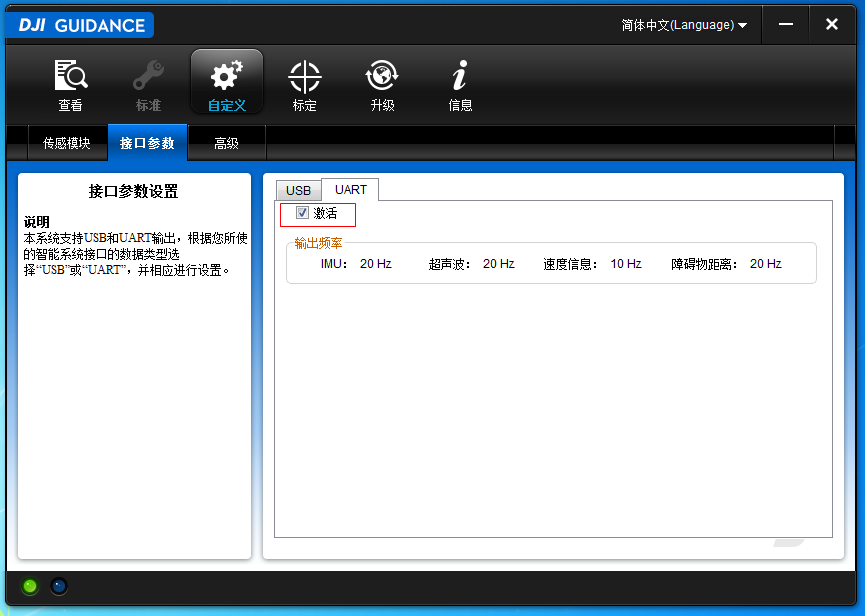 DJI GUIDANCE
简体中文(Language)
查看
标准
自定义
标定
升级
信息
传感模块
接口参数
高级
接口参数设置
说明
本系统支持USB和UART输出，根据您所使
的智能系统接口的数据类型选
择“USB”或“UART”，并相应进行设置。
USB
UART
激活
输出频率
IMU： 20 Hz 超声波： 20 Hz 速度信息： 10 Hz 障碍物距离： 20 Hz